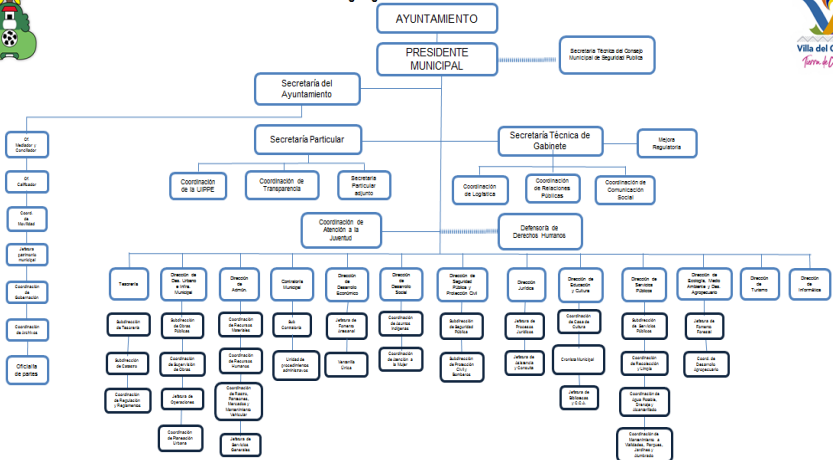 AYUNTAMIENTO
PRESIDENTE
MUNICIPAL
Secretaría Técnica del Consejo
Municipal de Seguridad Pública
Villa del
Secretaría del
Ayuntamiento
Of.
Mediador y
Conciliador
Of.
Calificador
Coord.
de
Movilidad
Jefatura
patrimonio
municipal
Coordinación
de
Gobernación
Coordinación
de archivos
Oficialía
de partes
Secretaría Particular
Secretaría Técnica de
Gabinete
Mejora
Regulatoria
Coordinación
de la UIPPE
Coordinación de
Transparencia
Secretaria
Particular
adjunto
Coordinación
de Logística
Coordinación
de Relaciones
Públicas
Coordinación de
Comunicación
Social
Coordinación de
Atención a la
Juventud
Defensoría de
Derechos Humanos
Tesorería
Subdirección
de Tesorería
Subdirección
de Catastro
Coordinación
de Regulación
y Reglamentos
Dirección de
Des. Urbano
e Infra.
Municipal
Subdirección
de Obras
Públicas
Coordinación
de Supervisión
de Obras
Jefatura de
Operaciones
Coordinación
de Planeación
Urbana
Dirección
de
Admón.
Coordinación
de Recursos
Materiales
Coordinación
de Recursos
Humanos
Coordinación
de Rastro,
Panteones,
Mercados y
Mantenimiento
Vehicular
Jefatura de
Servicios
Generales
Contraloría
Municipal
Sub
Contraloría
Unidad de
procedimientos
administrativos
Dirección
de
Desarrollo
Económico
Jefatura de
Fomento
Artesanal
Ventanilla
Única
Dirección
de
Desarrollo
Social
Coordinación
de Asuntos
Indígenas
Coordinación
de Atención a
la Mujer
Dirección de
Seguridad
Pública y
Protección Civil
Subdirección
de Seguridad
Pública
Subdirección
de Protección
Civil y
Bomberos
Dirección
Jurídica
Jefatura de
Procesos
Jurídicos
Jefatura de
Asistencia
y Consulta
Dirección de
Educación
y Cultura
Coordinación
de Casa de
Cultura
Cronista Municipal
Jefatura de
Bibliotecas
Dirección de
Servicios
Públicos
Subdirección
de Servicios
Públicos
Coordinación
de Recolección
y Limpia
Coordinación de
Agua Potable,
Drenaje y
Alcantarillado
Coordinación de
Mantenimiento a
Vialidades, Parques,
Jardines y
Alumbrado
Dirección de
Ecología, Medio
Ambiente y Des.
Agropecuario
Jefatura de
Fomento
Forestal
Coord. de
Desarrollo
Agropecuario
Dirección
de
Turismo
Dirección
de
Informática